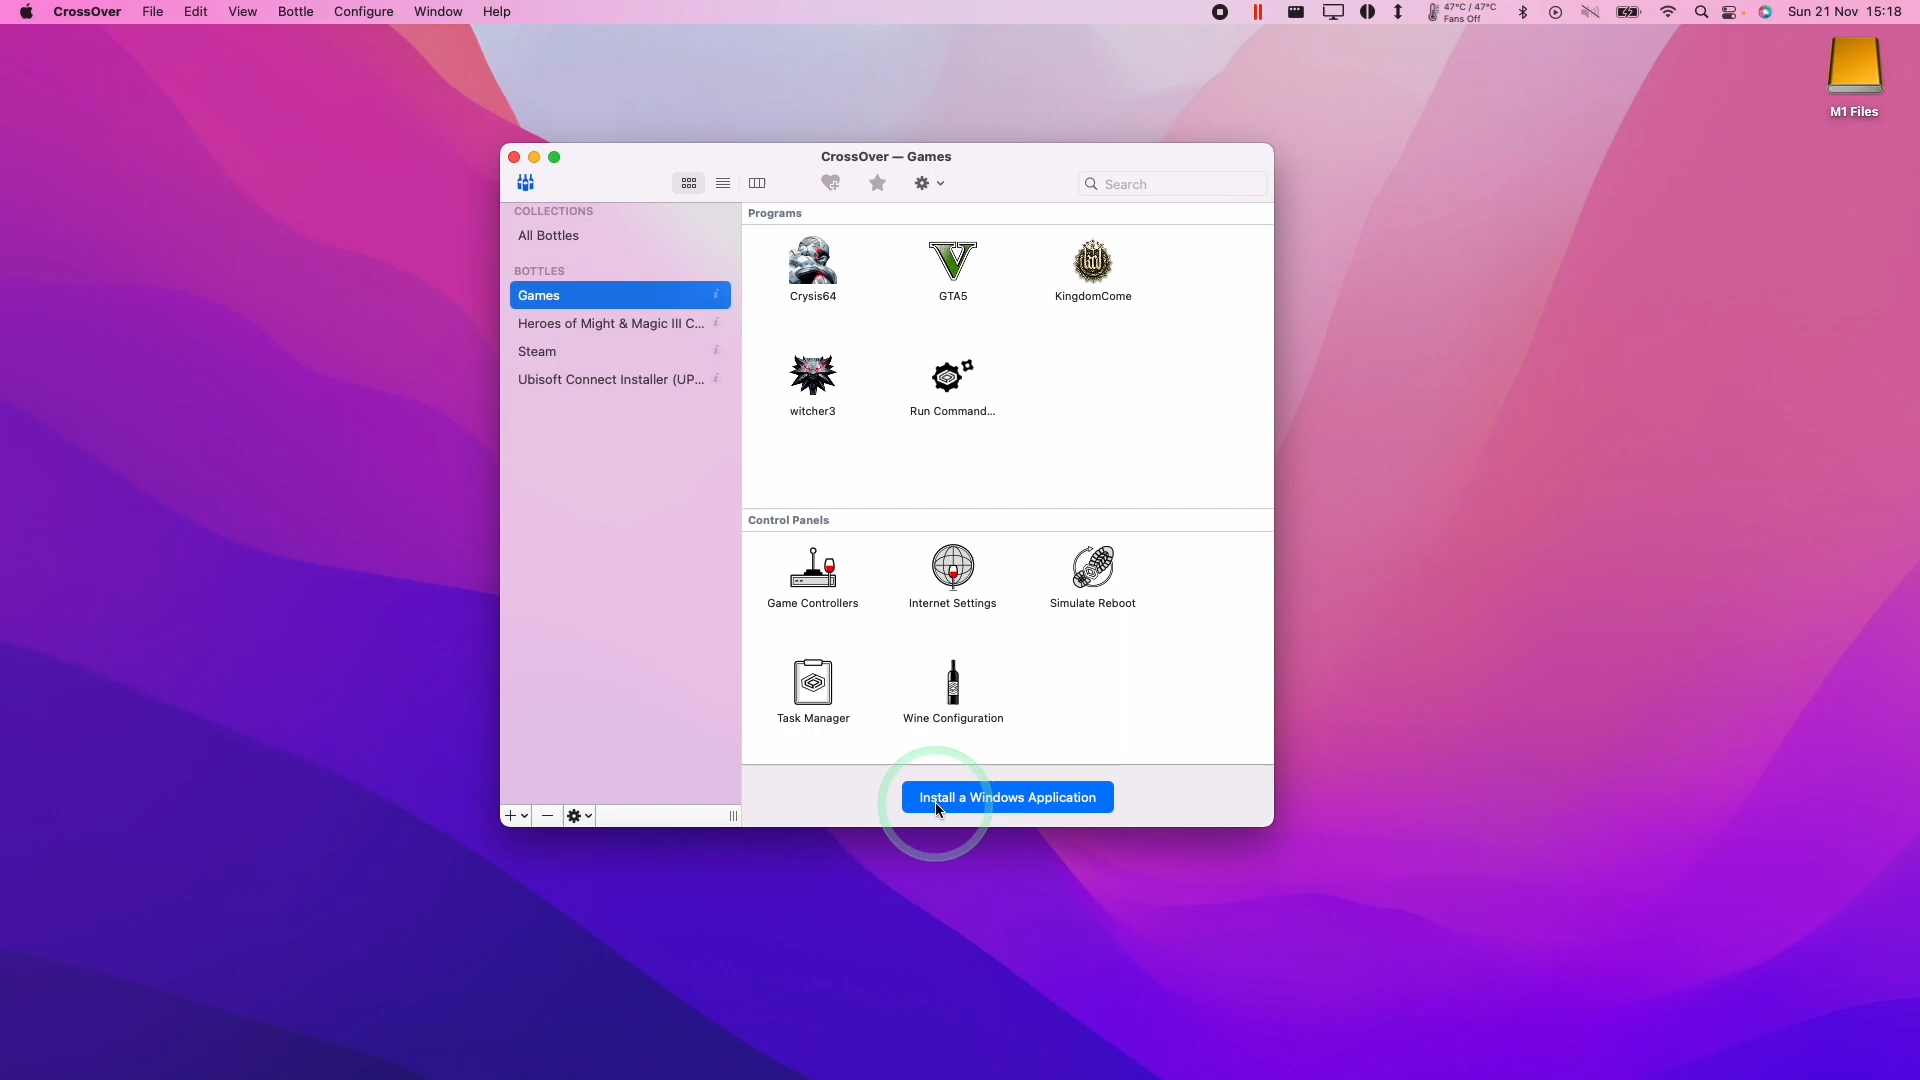 CrossOver File Edit View Bottle Configure Window Help
47°C / 47°C
Fans Off
Sun 21 Nov 15:18
M1 Files
CrossOver — Games
Search
COLLECTIONS
All Bottles
BOTTLES
Games
Heroes of Might & Magic III C...
Steam
Ubisoft Connect Installer (UP...
Programs
Crysis64 GTA5 KingdomCome
witcher3 Run Command...
Control Panels
Game Controllers Internet Settings Simulate Reboot
Task Manager Wine Configuration
Install a Windows Application